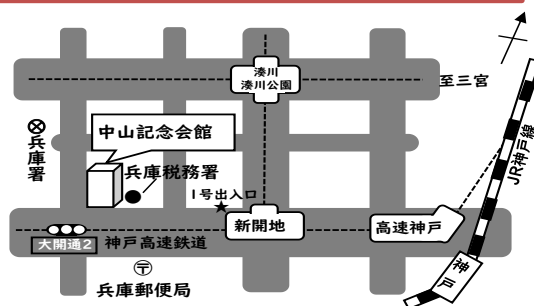 湊川
湊川公園
至三宮
中山記念会館
兵庫署
兵庫税務署
1号出入口
JR神戸線
新開地
高速神戸
大開通2
神戸高速鉄道
神戸
〒
兵庫郵便局